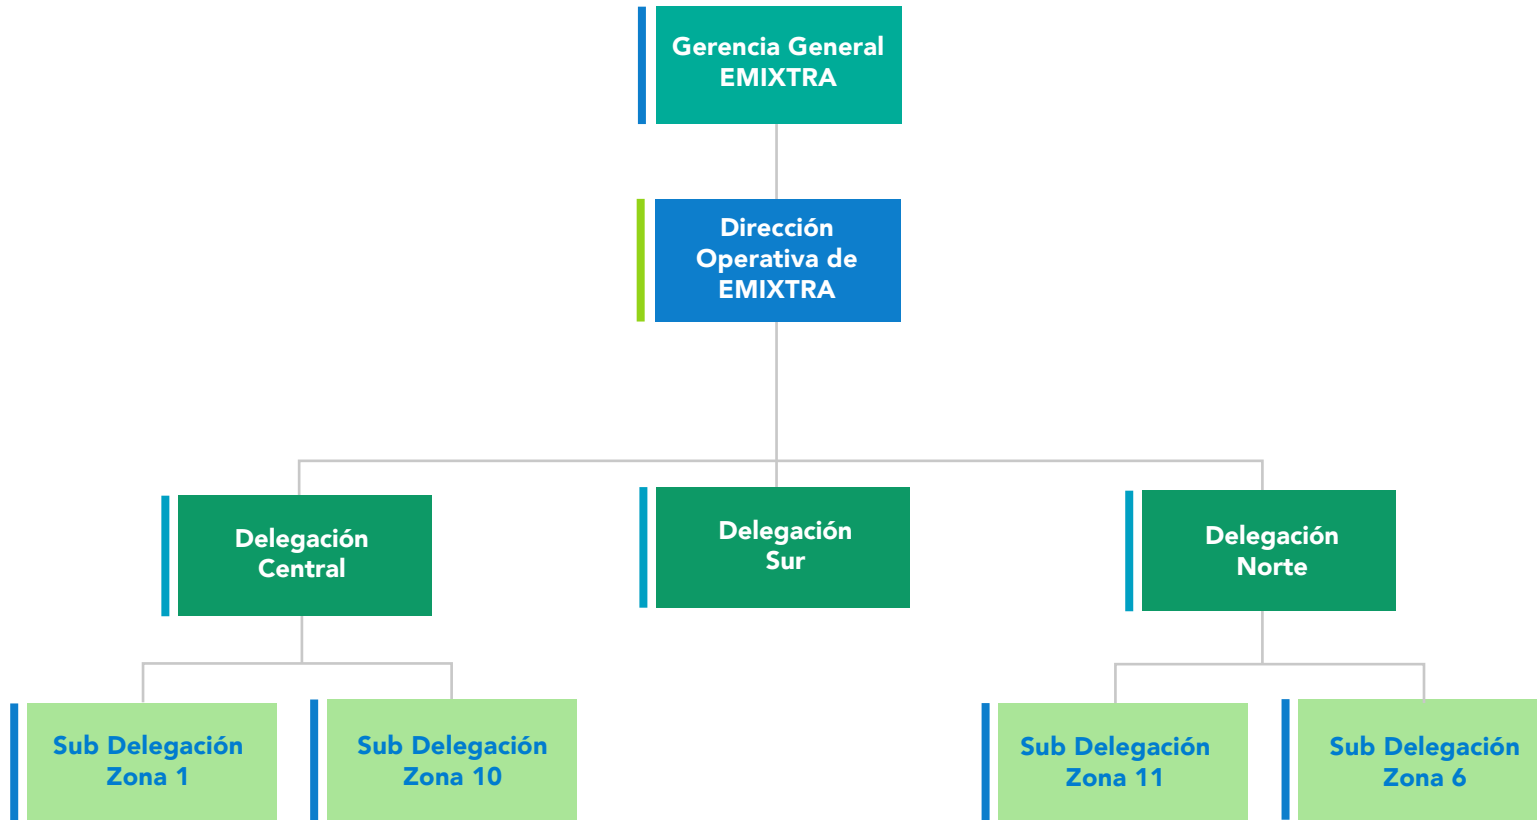 Gerencia General
EMIXTRA
Dirección
Operativa de
EMIXTRA
Delegación
Central
Delegación
Sur
Delegación
Norte
Sub Delegación
Zona 1
Sub Delegación
Zona 10
Sub Delegación
Zona 11
Sub Delegación
Zona 6